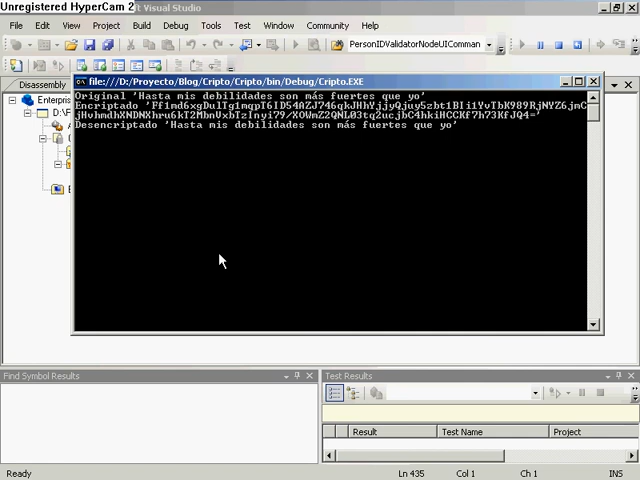 Unregistered HyperCam 2
t Visual Studio
File Edit View Project Build Debug Tools Test Window Community Help
PersonIDValidatorNodeUIComman
Disassembly
file:///D:/Proyecto/Blog/Cripto/Cripto/bin/Debug/Cripto.EXE
Original 'Hasta mis debilidades son más fuertes que yo'
Encriptado
Desencriptado 'Hasta mis debilidades son más fuertes que yo'
Enterpris
D:\F
Find Symbol Results
Test Results
Result Test Name Project
Ready Ln 435 Col 1 Ch 1 INS